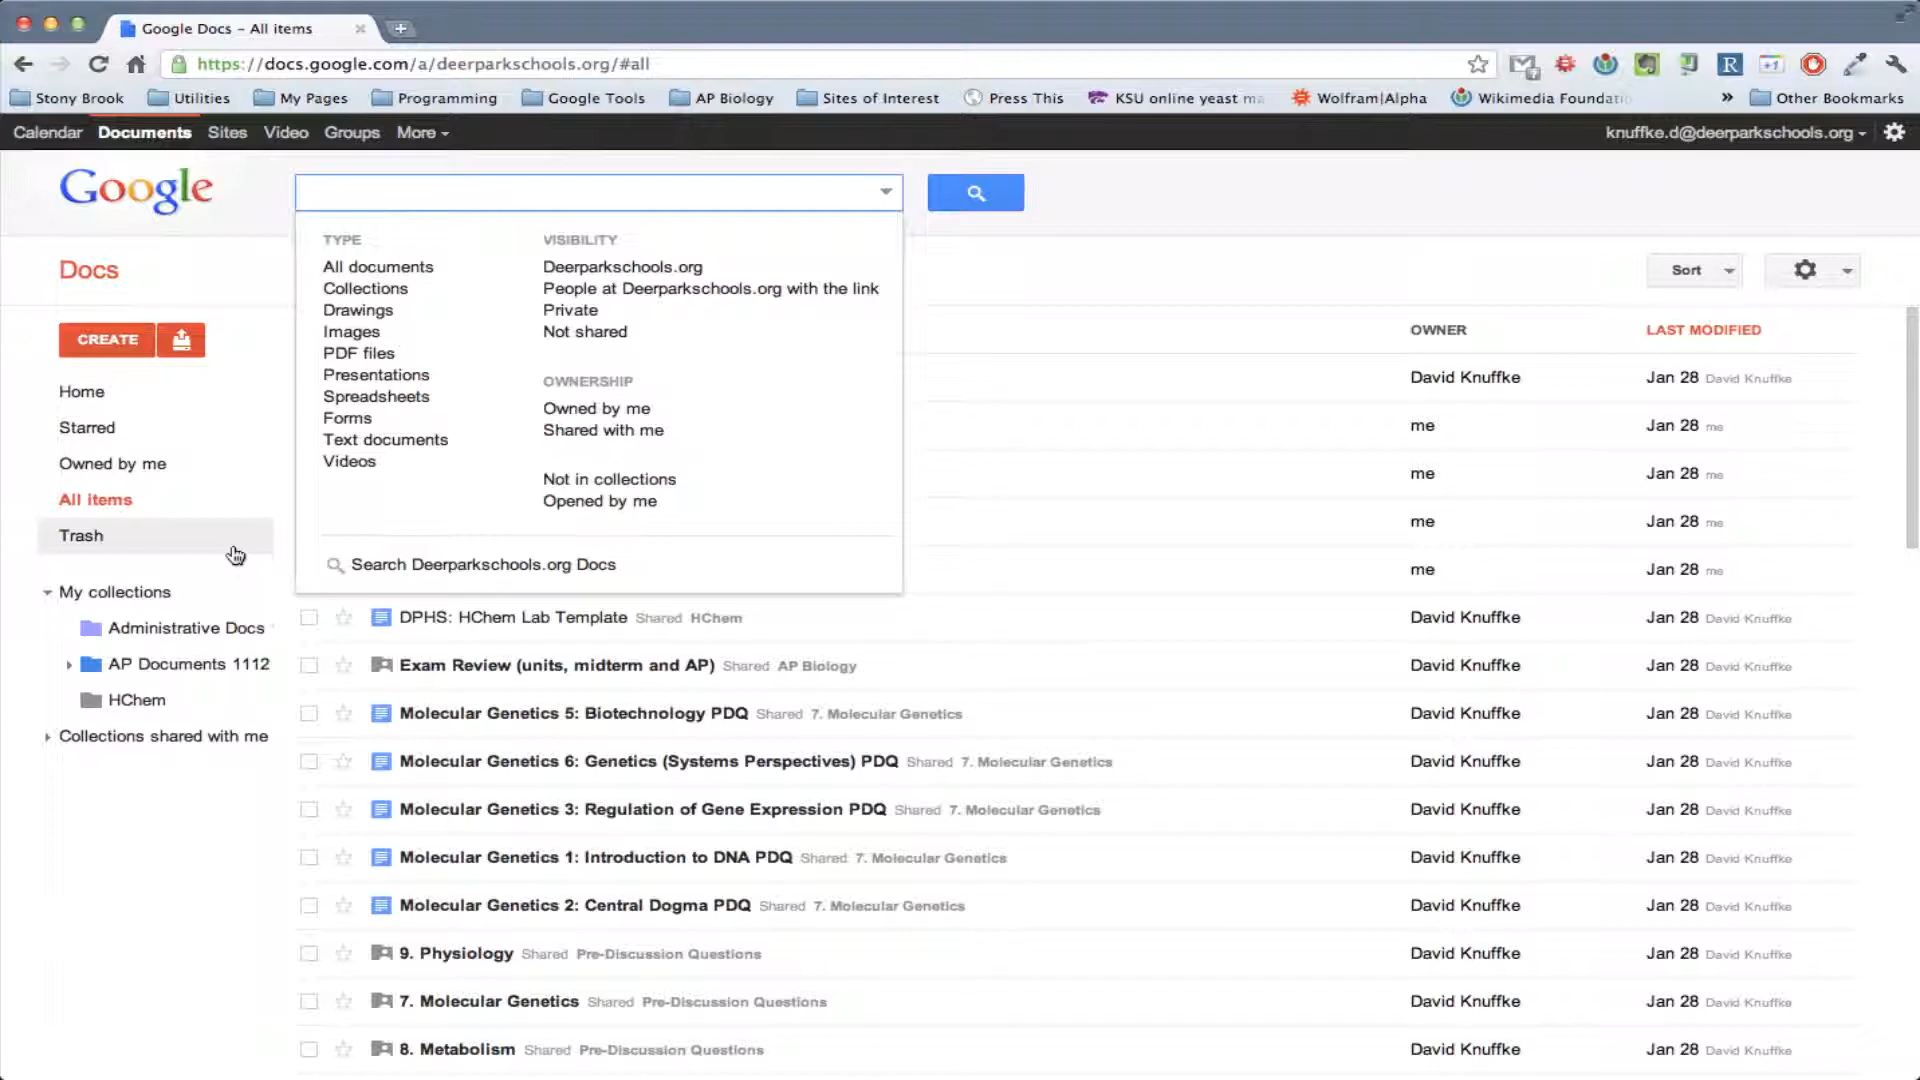 Google Docs - All items
https://docs.google.com/a/deerparkschools.org/#all
Stony Brook Utilities My Pages Programming Google Tools AP Biology Sites of Interest Press This KSU online yeast Wolfram|Alpha Wikimedia » Other Bookmarks
Calendar Documents Sites Video Groups More knuffke.d@deerparkschools.org
Google
Docs
Sort
TYPE VISIBILITY
All documents Deerparkschools.org
Collections People at Deerparkschools.org with the link
Drawings Private
Images Not shared
PDF files
Presentations OWNERSHIP
Spreadsheets Owned by me
Forms Shared with me
Text documents
Videos Not in collections
Opened by me
Search Deerparkschools.org Docs
CREATE
Home
Starred
Owned by me
All items
Trash
My collections
Administrative Docs
AP Documents 1112
HChem
Collections shared with me
OWNER LAST MODIFIED
David Knuffke Jan 28 David Knuffke
me Jan 28 me
me Jan 28 me
me Jan 28 me
me Jan 28 me
DPHS: HChem Lab Template Shared HChem David Knuffke Jan 28 David Knuffke
Exam Review (units, midterm and AP) Shared AP Biology David Knuffke Jan 28 David Knuffke
Molecular Genetics 5: Biotechnology PDQ Shared 7. Molecular Genetics David Knuffke Jan 28 David Knuffke
Molecular Genetics 6: Genetics (Systems Perspectives) PDQ Shared 7. Molecular Genetics David Knuffke Jan 28 David Knuffke
Molecular Genetics 3: Regulation of Gene Expression PDQ Shared 7. Molecular Genetics David Knuffke Jan 28 David Knuffke
Molecular Genetics 1: Introduction to DNA PDQ Shared 7. Molecular Genetics David Knuffke Jan 28 David Knuffke
Molecular Genetics 2: Central Dogma PDQ Shared 7. Molecular Genetics David Knuffke Jan 28 David Knuffke
9. Physiology Shared Pre-Discussion Questions David Knuffke Jan 28 David Knuffke
7. Molecular Genetics Shared Pre-Discussion Questions David Knuffke Jan 28 David Knuffke
8. Metabolism Shared Pre-Discussion Questions David Knuffke Jan 28 David Knuffke